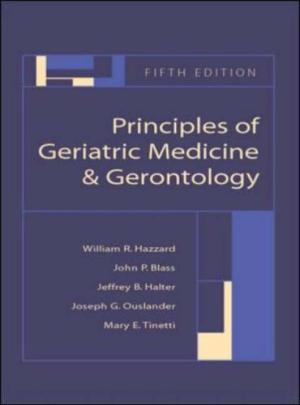 FIFTH EDITION
Principles of
Geriatric Medicine
& Gerontology
William R. Hazzard
John P. Blass
Jeffrey B. Halter
Joseph G. Ouslander
Mary E. Tinetti